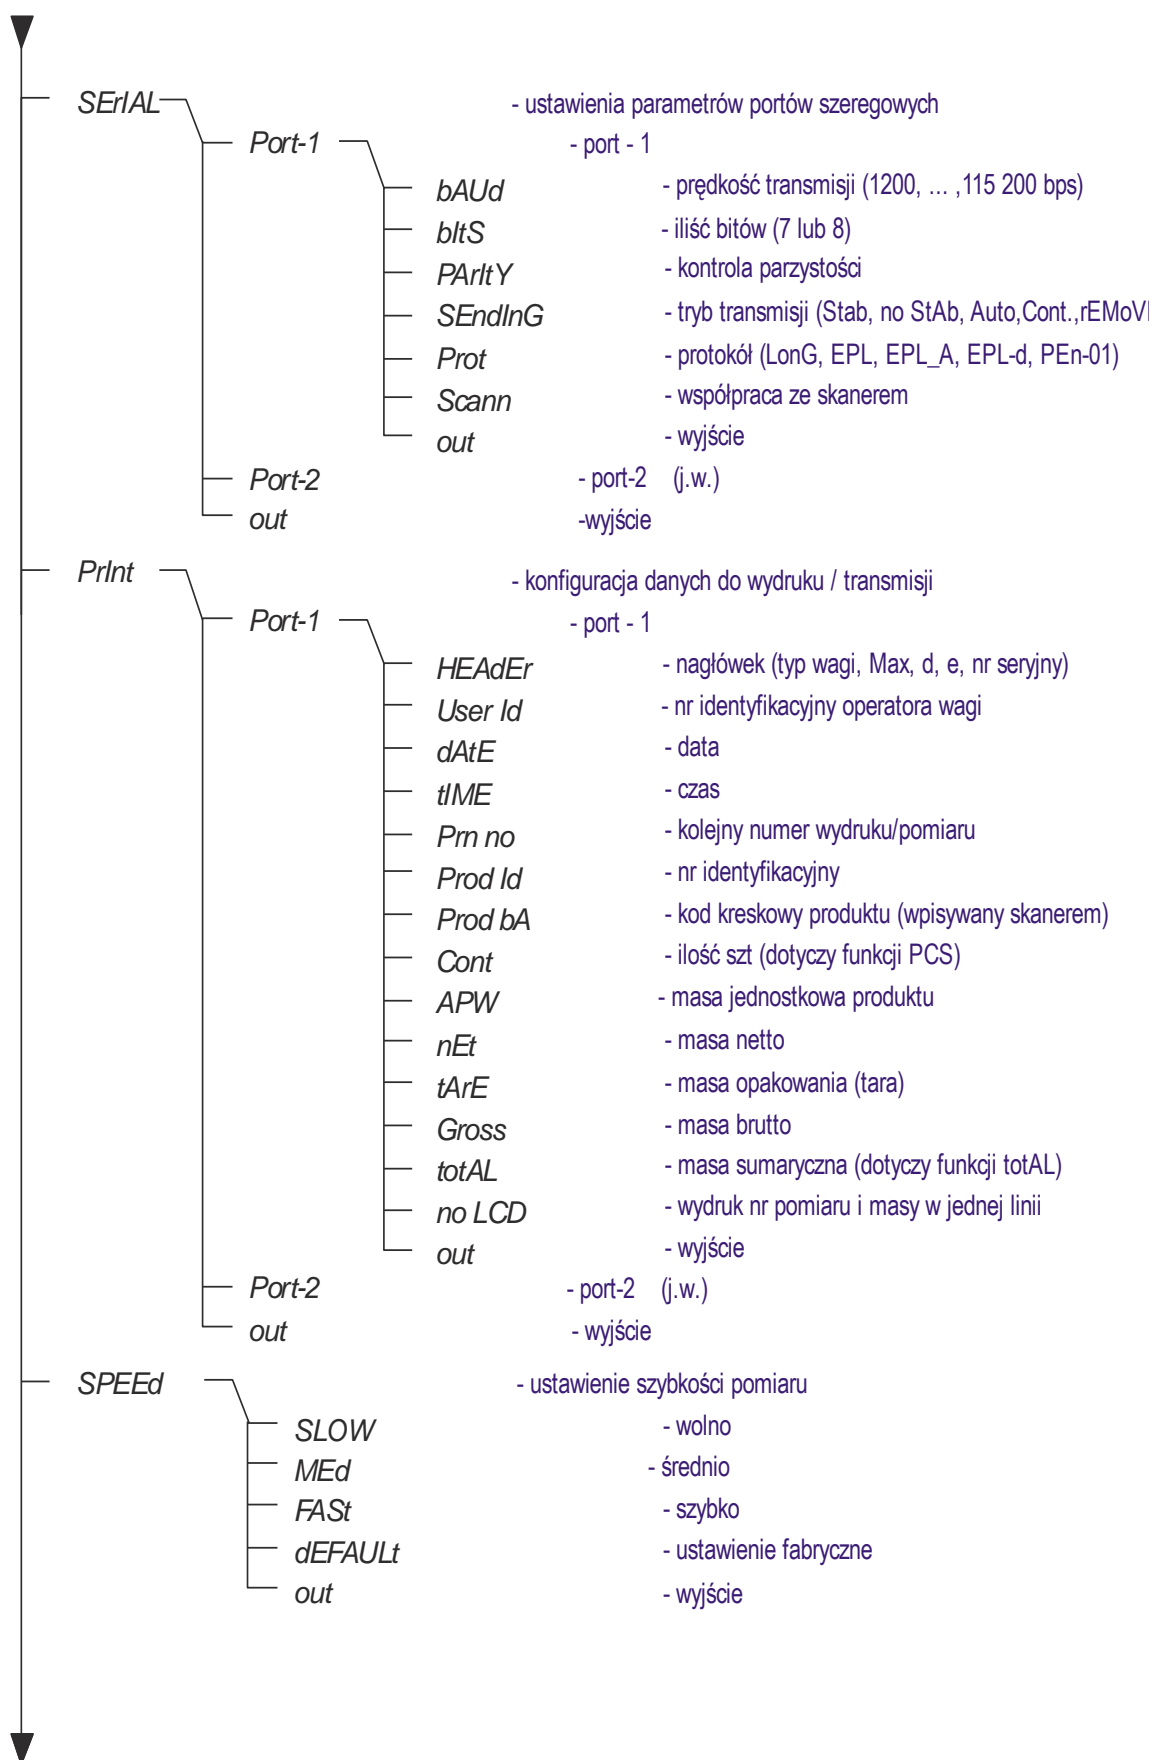 SErIAL - ustawienia parametrów portów szeregowych
Port-1 - port - 1
bAUd - prędkość transmisji (1200, ... ,115 200 bps)
bItS - iliść bitów (7 lub 8)
PArItY - kontrola parzystości
SEndInG - tryb transmisji (Stab, no StAb, Auto,Cont.,rEMoV
Prot - protokół (LonG, EPL, EPL_A, EPL-d, PEn-01)
Scann - współpraca ze skanerem
out - wyjście
Port-2 - port-2 (j.w.)
out -wyjście
PrInt - konfiguracja danych do wydruku / transmisji
Port-1 - port - 1
HEAdEr - nagłówek (typ wagi, Max, d, e, nr seryjny)
User Id - nr identyfikacyjny operatora wagi
dAtE - data
tIME - czas
Prn no - kolejny numer wydruku/pomiaru
Prod Id - nr identyfikacyjny
Prod bA - kod kreskowy produktu (wpisywany skanerem)
Cont - ilość szt (dotyczy funkcji PCS)
APW - masa jednostkowa produktu
nEt - masa netto
tArE - masa opakowania (tara)
Gross - masa brutto
totAL - masa sumaryczna (dotyczy funkcji totAL)
no LCD - wydruk nr pomiaru i masy w jednej linii
out - wyjście
Port-2 - port-2 (j.w.)
out - wyjście
SPEEd - ustawienie szybkości pomiaru
SLOW - wolno
MEd - średnio
FASt - szybko
dEFAULt - ustawienie fabryczne
out - wyjście